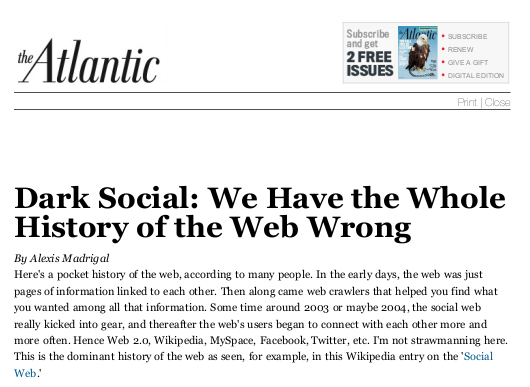 the Atlantic
Subscribe
and get
2 FREE
ISSUES
Atlantic
• SUBSCRIBE
• RENEW
• GIVE A GIFT
• DIGITAL EDITION
Print | Close
Dark Social: We Have the Whole
History of the Web Wrong
By Alexis Madrigal
Here's a pocket history of the web, according to many people. In the early days, the web was just
pages of information linked to each other. Then along came web crawlers that helped you find what
you wanted among all that information. Some time around 2003 or maybe 2004, the social web
really kicked into gear, and thereafter the web's users began to connect with each other more and
more often. Hence Web 2.0, Wikipedia, MySpace, Facebook, Twitter, etc. I'm not strawmanning here.
This is the dominant history of the web as seen, for example, in this Wikipedia entry on the 'Social
Web.'